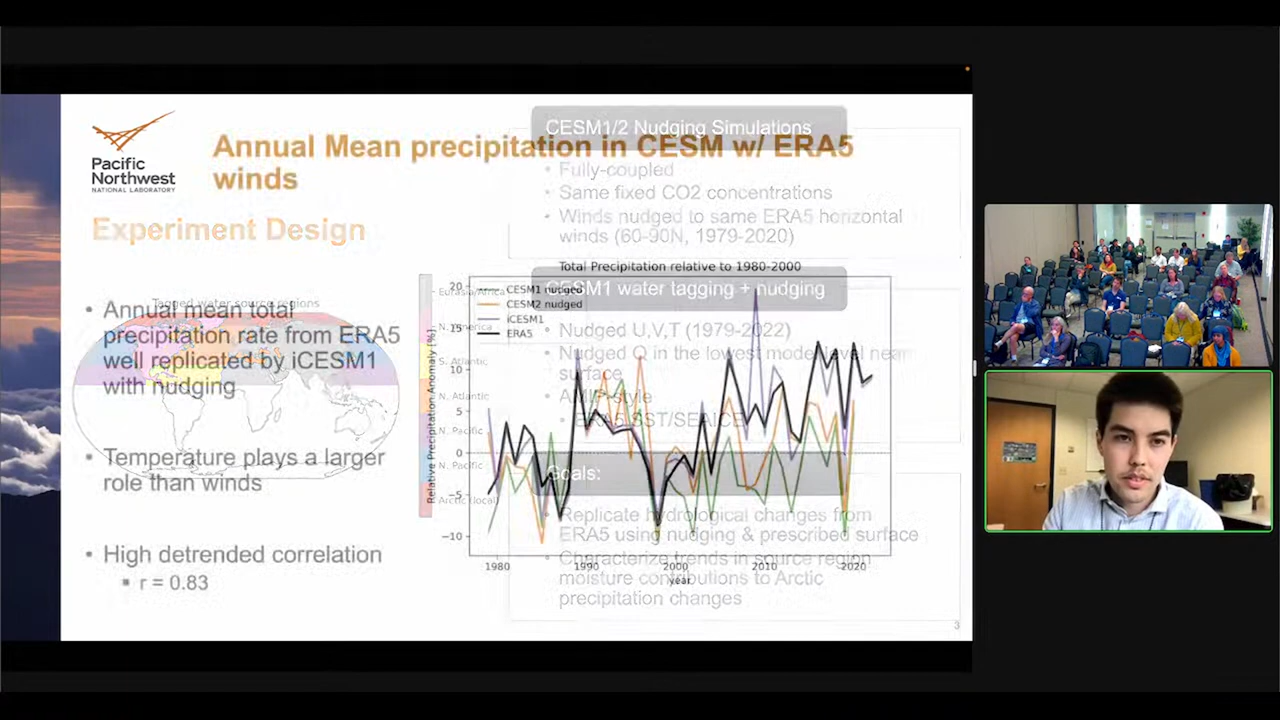 Pacific
Northwest
NATIONAL LABORATORY
Annual Mean precipitation in CESM w/ ERA5
winds
Experiment Design
Tagged water source regions
• Annual mean total
precipitation rate from ERA5
well replicated by iCESM1
with nudging
• Temperature plays a larger
role than winds
• High detrended correlation
▪ r = 0.83
CESM1/2 Nudging Simulations
• Fully-coupled
• Same fixed CO2 concentrations
• Winds nudged to same ERA5 horizontal
winds (60-90N, 1979-2020)
Total Precipitation relative to 1980-2000
CESM1 water tagging + nudging
• Nudged U,V,T (1979-2022)
• Nudged Q in the lowest model level near
surface
• AMIP-style
• ERA5 SST/SEAICE
Goals:
• Replicate hydrological changes from
ERA5 using nudging & prescribed surface
• Characterize trends in source region
moisture contributions to Arctic
precipitation changes
CESM1 nudged
CESM2 nudged
iCESM1
ERA5
Eurasia/Africa
N. America
S. Atlantic
N. Atlantic
N. Pacific
Arctic (local)
Relative Precipitation Anomaly [%]
20
15
10
5
0
−5
−10
1980
1990
2000
2010
2020
year
3